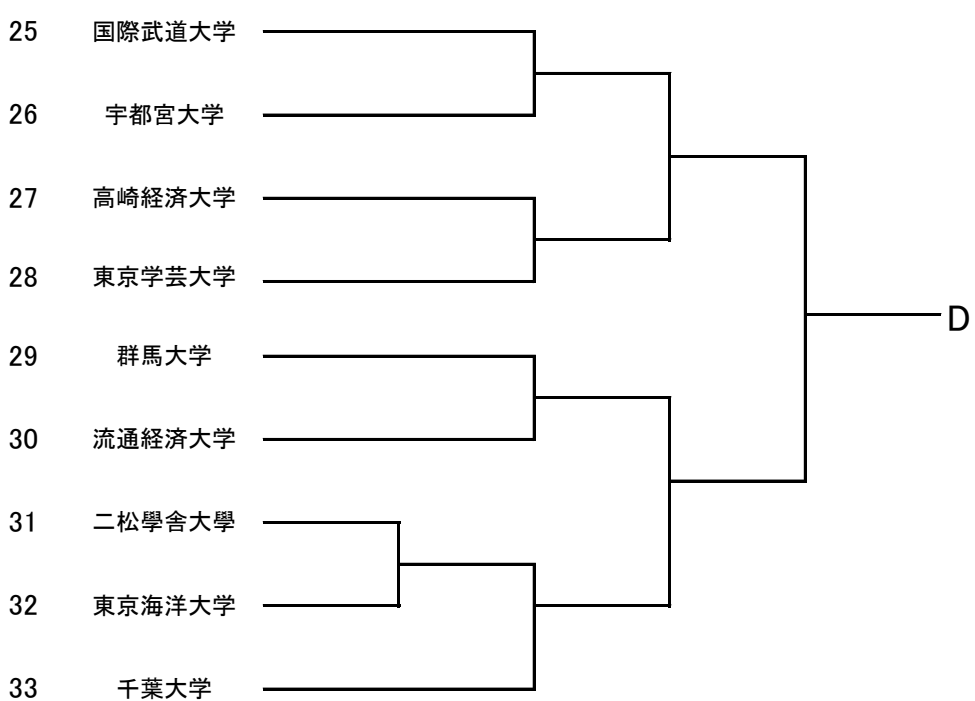 25 国際武道大学
26 宇都宮大学
27 高崎経済大学
28 東京学芸大学
D
29 群馬大学
30 流通経済大学
31 二松學舎大學
32 東京海洋大学
33 千葉大学